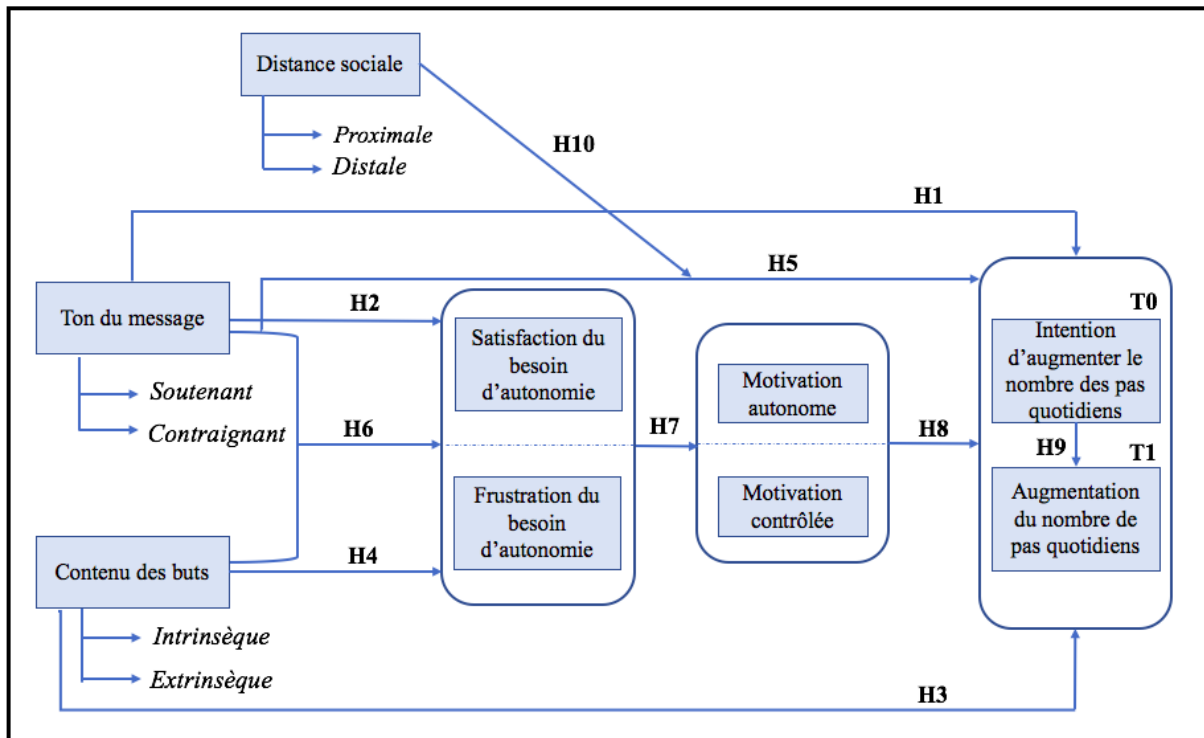 Distance sociale
Proximale
Distale
H10
H1
H5
Ton du message
Soutenant
Contraignant
H2
H6
H4
Contenu des buts
Intrinsèque
Extrinsèque
H3
Satisfaction du
besoin
d'autonomie
Frustration du
besoin
d'autonomie
H7
Motivation
autonome
Motivation
contrôlée
H8
T0
Intention
d'augmenter le
nombre des pas
quotidiens
H9
T1
Augmentation
du nombre de
pas quotidiens